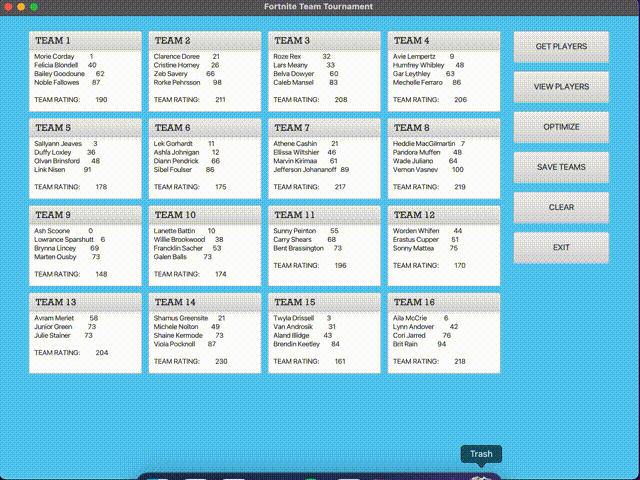 Fortnite Team Tournament
TEAM 1
Morie Corday 1
Felicia Blondell 40
Bailey Goodoune 62
Noble Fallowes 87
TEAM RATING: 190
TEAM 2
Clarence Doree 21
Cristine Horney 26
Zeb Savery 66
Rorke Pehrsson 98
TEAM RATING: 211
TEAM 3
Roze Rex 32
Lars Meany 33
Belva Dowyer 60
Caleb Mansel 83
TEAM RATING: 208
TEAM 4
Avie Lempertz 9
Humfrey Whibley 48
Gar Leythley 63
Mechelle Ferraro 86
TEAM RATING: 206
TEAM 5
Sallyann Jeaves 3
Duffy Loxley 36
Olvan Brinsford 48
Link Nisen 91
TEAM RATING: 178
TEAM 6
Lek Gorhardt 11
Ashla Johnigan 12
Diann Pendrick 66
Sibel Foulser 86
TEAM RATING: 175
TEAM 7
Athene Cashin 21
Ellissa Wiltshier 46
Marvin Kirimaa 61
Jefferson Johananoff 89
TEAM RATING: 217
TEAM 8
Heddie MacGilmartin 7
Pandora Muffen 48
Wade Juliano 64
Vernon Vasnev 100
TEAM RATING: 219
TEAM 9
Ash Scoone 0
Lowrance Sparshutt 6
Brynna Lincey 69
Marten Ousby 73
TEAM RATING: 148
TEAM 10
Lanette Battin 10
Willie Brookwood 38
Francklin Sacher 53
Galen Balls 73
TEAM RATING: 174
TEAM 11
Sunny Peinton 55
Carry Shears 68
Bent Brassington 73
TEAM RATING: 196
TEAM 12
Worden Whifen 44
Erastus Cupper 51
Sonny Mattea 75
TEAM RATING: 170
TEAM 13
Avram Merlet 58
Junior Green 73
Julie Stainer 73
TEAM RATING: 204
TEAM 14
Shamus Greensite 21
Michele Nolton 49
Shaine Kermode 73
Viola Pocknoll 87
TEAM RATING: 230
TEAM 15
Twyla Drissell 3
Van Androsik 31
Aland Illidge 43
Brendin Keetley 84
TEAM RATING: 161
TEAM 16
Aila McCrie 6
Lynn Andover 42
Cori Jarred 76
Brit Rain 94
TEAM RATING: 218
GET PLAYERS
VIEW PLAYERS
OPTIMIZE
SAVE TEAMS
CLEAR
EXIT
Trash